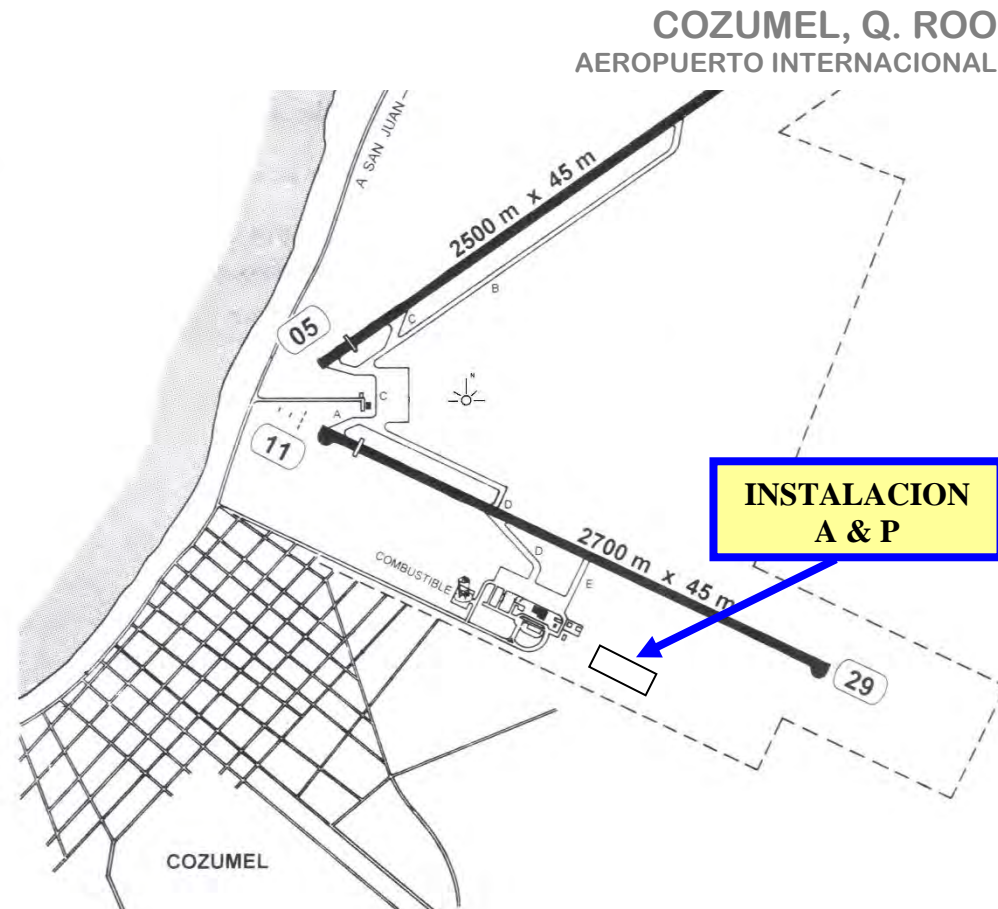 COZUMEL, Q. ROO
AEROPUERTO INTERNACIONAL
A SAN JUAN
2500 m x 45 m
B
C
05
N
C
A
11
INSTALACION
A & P
D
2700 m x 45 m
D
COMBUSTIBLE
E
29
COZUMEL